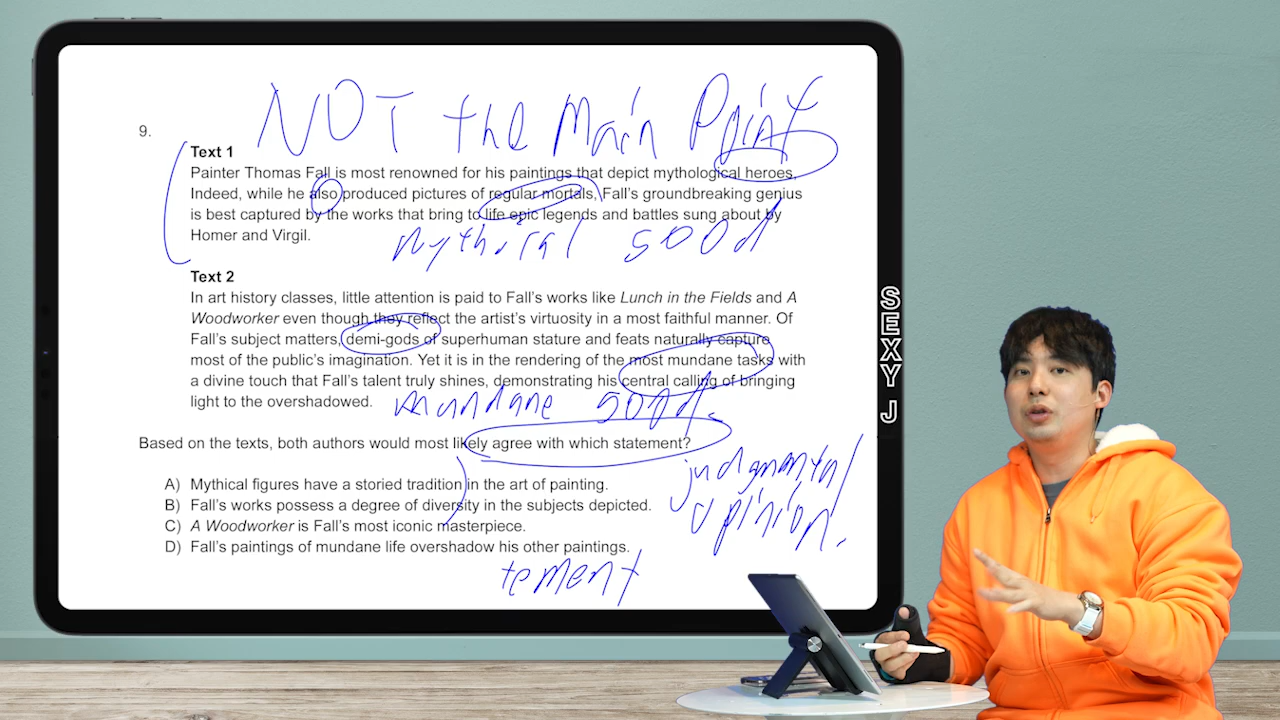 NOT the Main Point
9.
Text 1
Painter Thomas Fall is most renowned for his paintings that depict mythological heroes.
Indeed, while he also produced pictures of regular mortals, Fall's groundbreaking genius
is best captured by the works that bring to life epic legends and battles sung about by
Homer and Virgil.
mythical good
Text 2
In art history classes, little attention is paid to Fall's works like Lunch in the Fields and A
Woodworker even though they reflect the artist's virtuosity in a most faithful manner. Of
Fall's subject matters, demi-gods of superhuman stature and feats naturally capture
most of the public's imagination. Yet it is in the rendering of the most mundane tasks with
a divine touch that Fall's talent truly shines, demonstrating his central calling of bringing
light to the overshadowed.
mundane good.
Based on the texts, both authors would most likely agree with which statement?
A) Mythical figures have a storied tradition in the art of painting.
B) Fall's works possess a degree of diversity in the subjects depicted.
C) A Woodworker is Fall's most iconic masterpiece.
D) Fall's paintings of mundane life overshadow his other paintings.
judgmental
opinion.
tement
SEXY J